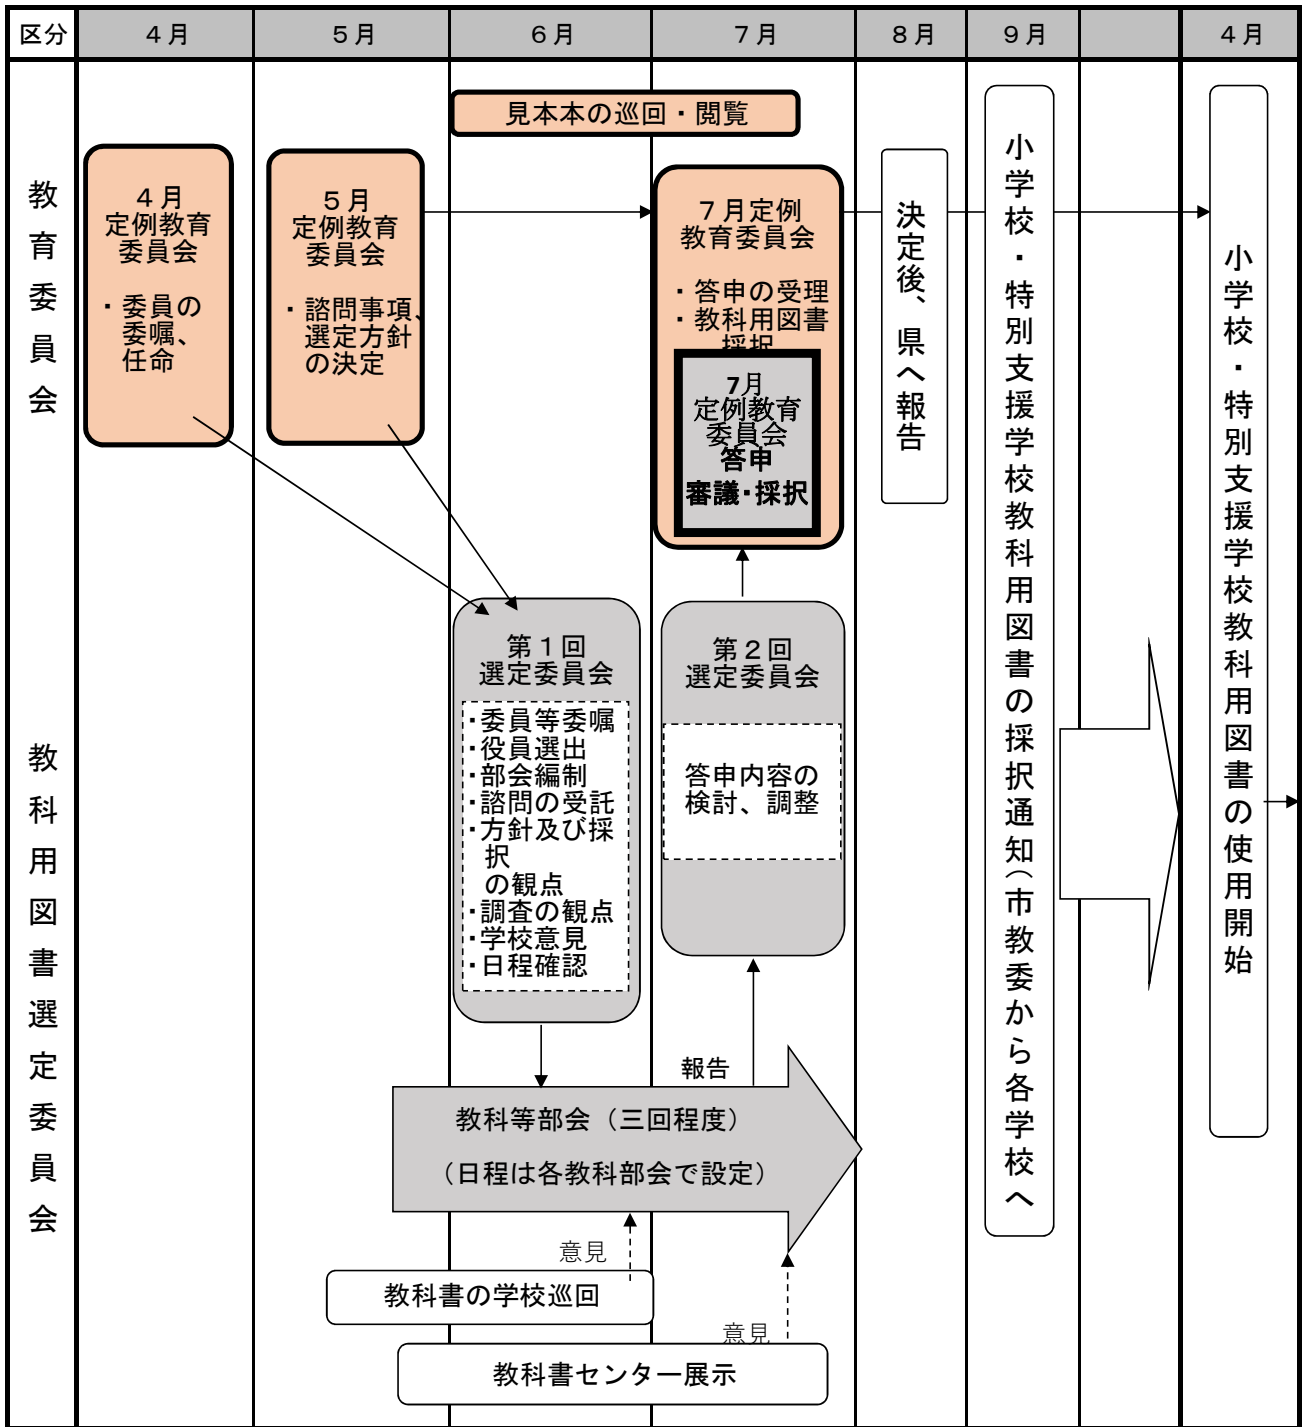 区分
4月
5月
6月
7月
8月
9月
4月
教育委員会
見本本の巡回・閲覧
4月
定例教育
委員会
・委員の
委嘱、
任命
5月
定例教育
委員会
・諮問事項、
選定方針
の決定
7月定例
教育委員会
・答申の受理
・教科用図書
採択
7月
定例教育
委員会
答申
審議・採択
決定後、県へ報告
小学校・特別支援学校教科用図書の採択通知(市教委から各学校へ
小学校・特別支援学校教科用図書の使用開始
教科用図書選定委員会
第1回
選定委員会
・委員等委嘱
・役員選出
・部会編制
・諮問の受託
・方針及び採
択
の観点
・調査の観点
・学校意見
・日程確認
第2回
選定委員会
答申内容の
検討、調整
報告
教科等部会（三回程度）
（日程は各教科部会で設定）
意見
教科書の学校巡回
意見
教科書センター展示